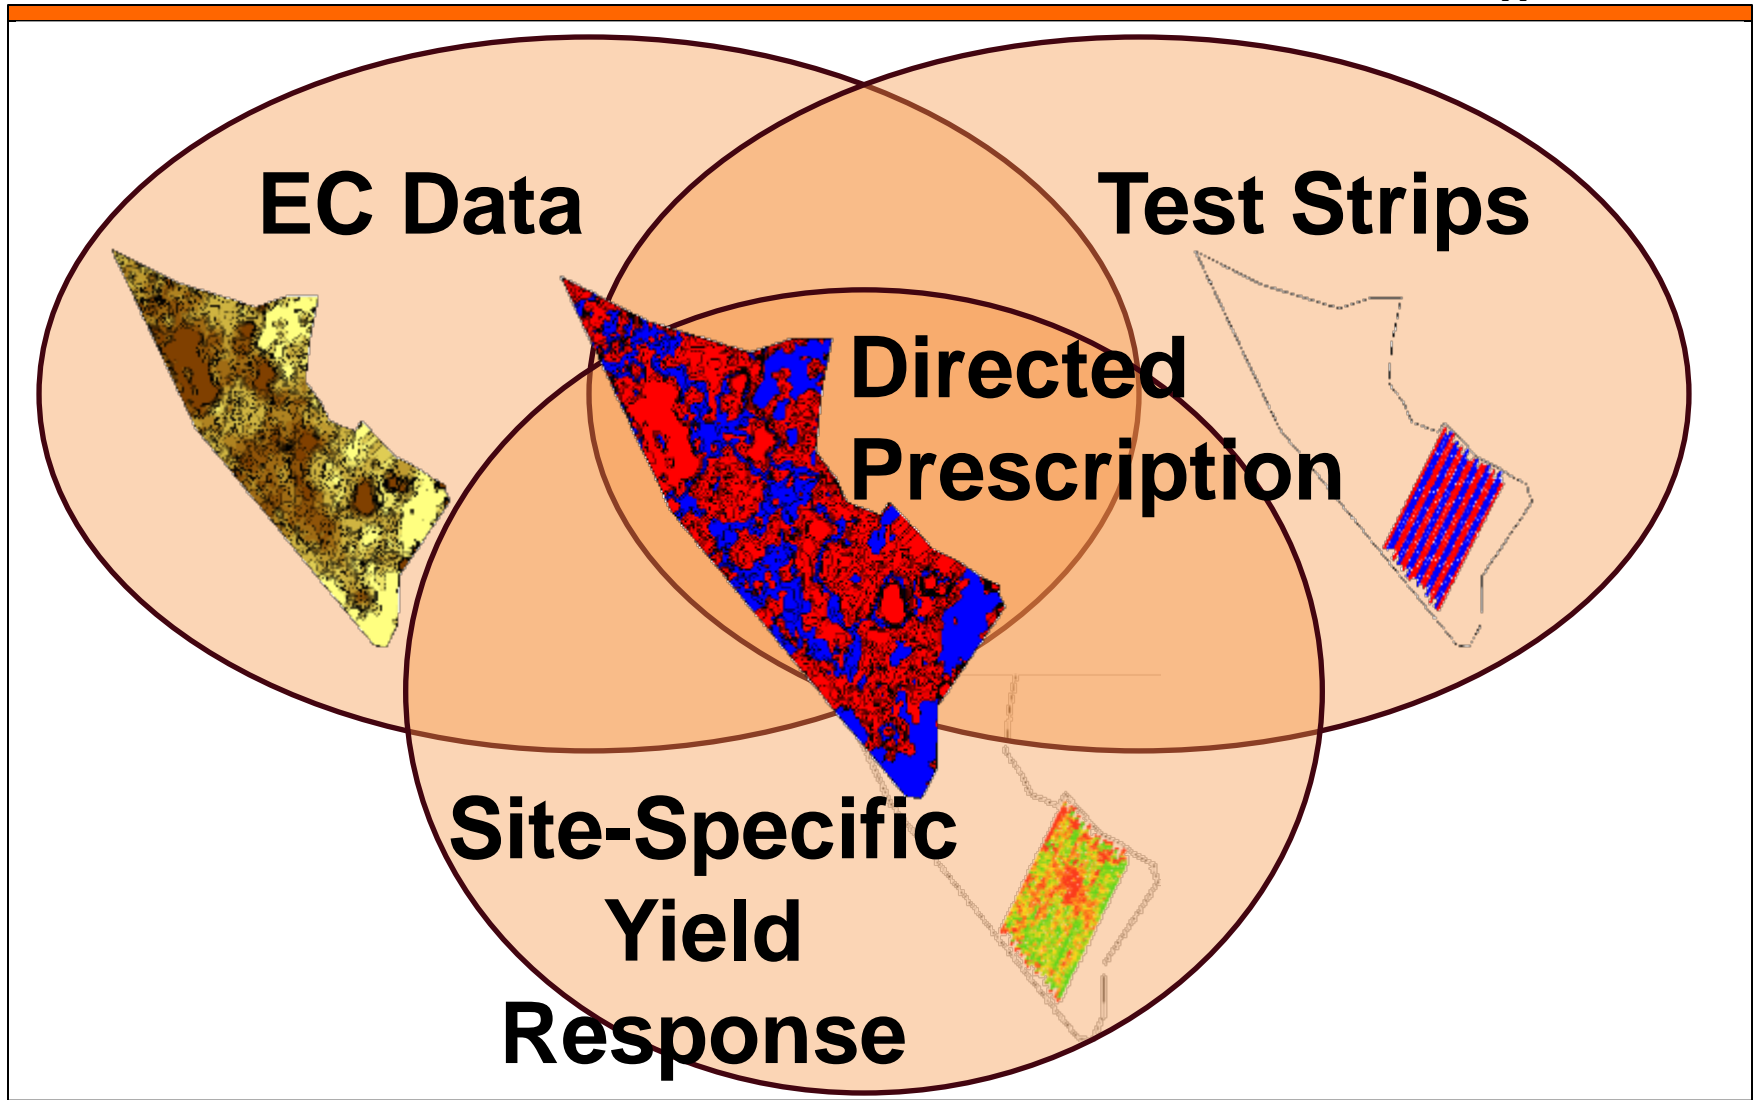 EC Data
Test Strips
Directed
Prescription
Site-Specific
Yield
Response